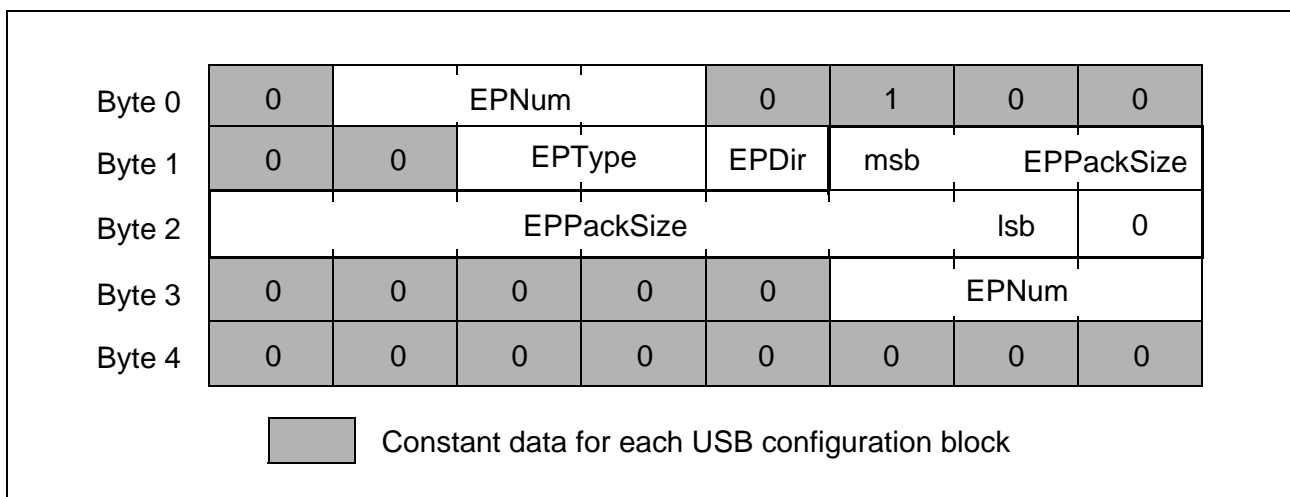 Byte 0 0 EPNum 0 1 0 0
Byte 1 0 0 EPType EPDir msb EPPackSize
Byte 2 EPPackSize lsb 0
Byte 3 0 0 0 0 0 EPNum
Byte 4 0 0 0 0 0 0 0 0
Constant data for each USB configuration block